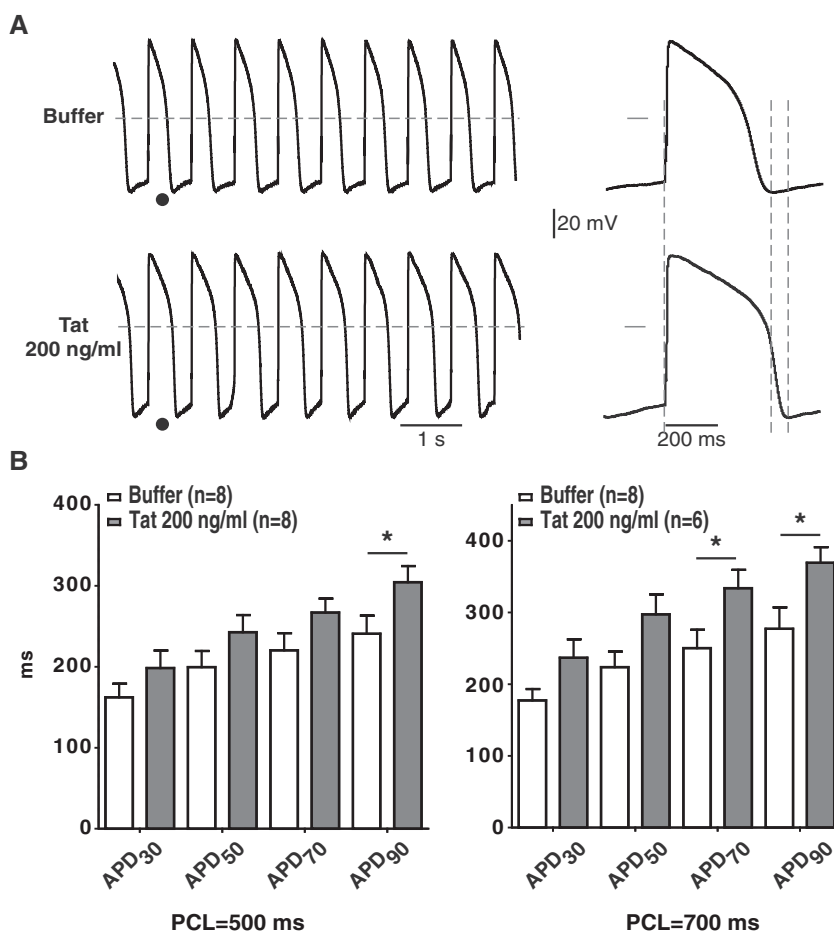 A
Buffer
20 mV
Tat
200 ng/ml
1 s
200 ms
B
Buffer (n=8)
Tat 200 ng/ml (n=8)
*
400
300
200
100
0
ms
APD30
APD50
APD70
APD90
PCL=500 ms
Buffer (n=8)
Tat 200 ng/ml (n=6)
*
*
400
300
200
100
0
APD30
APD50
APD70
APD90
PCL=700 ms